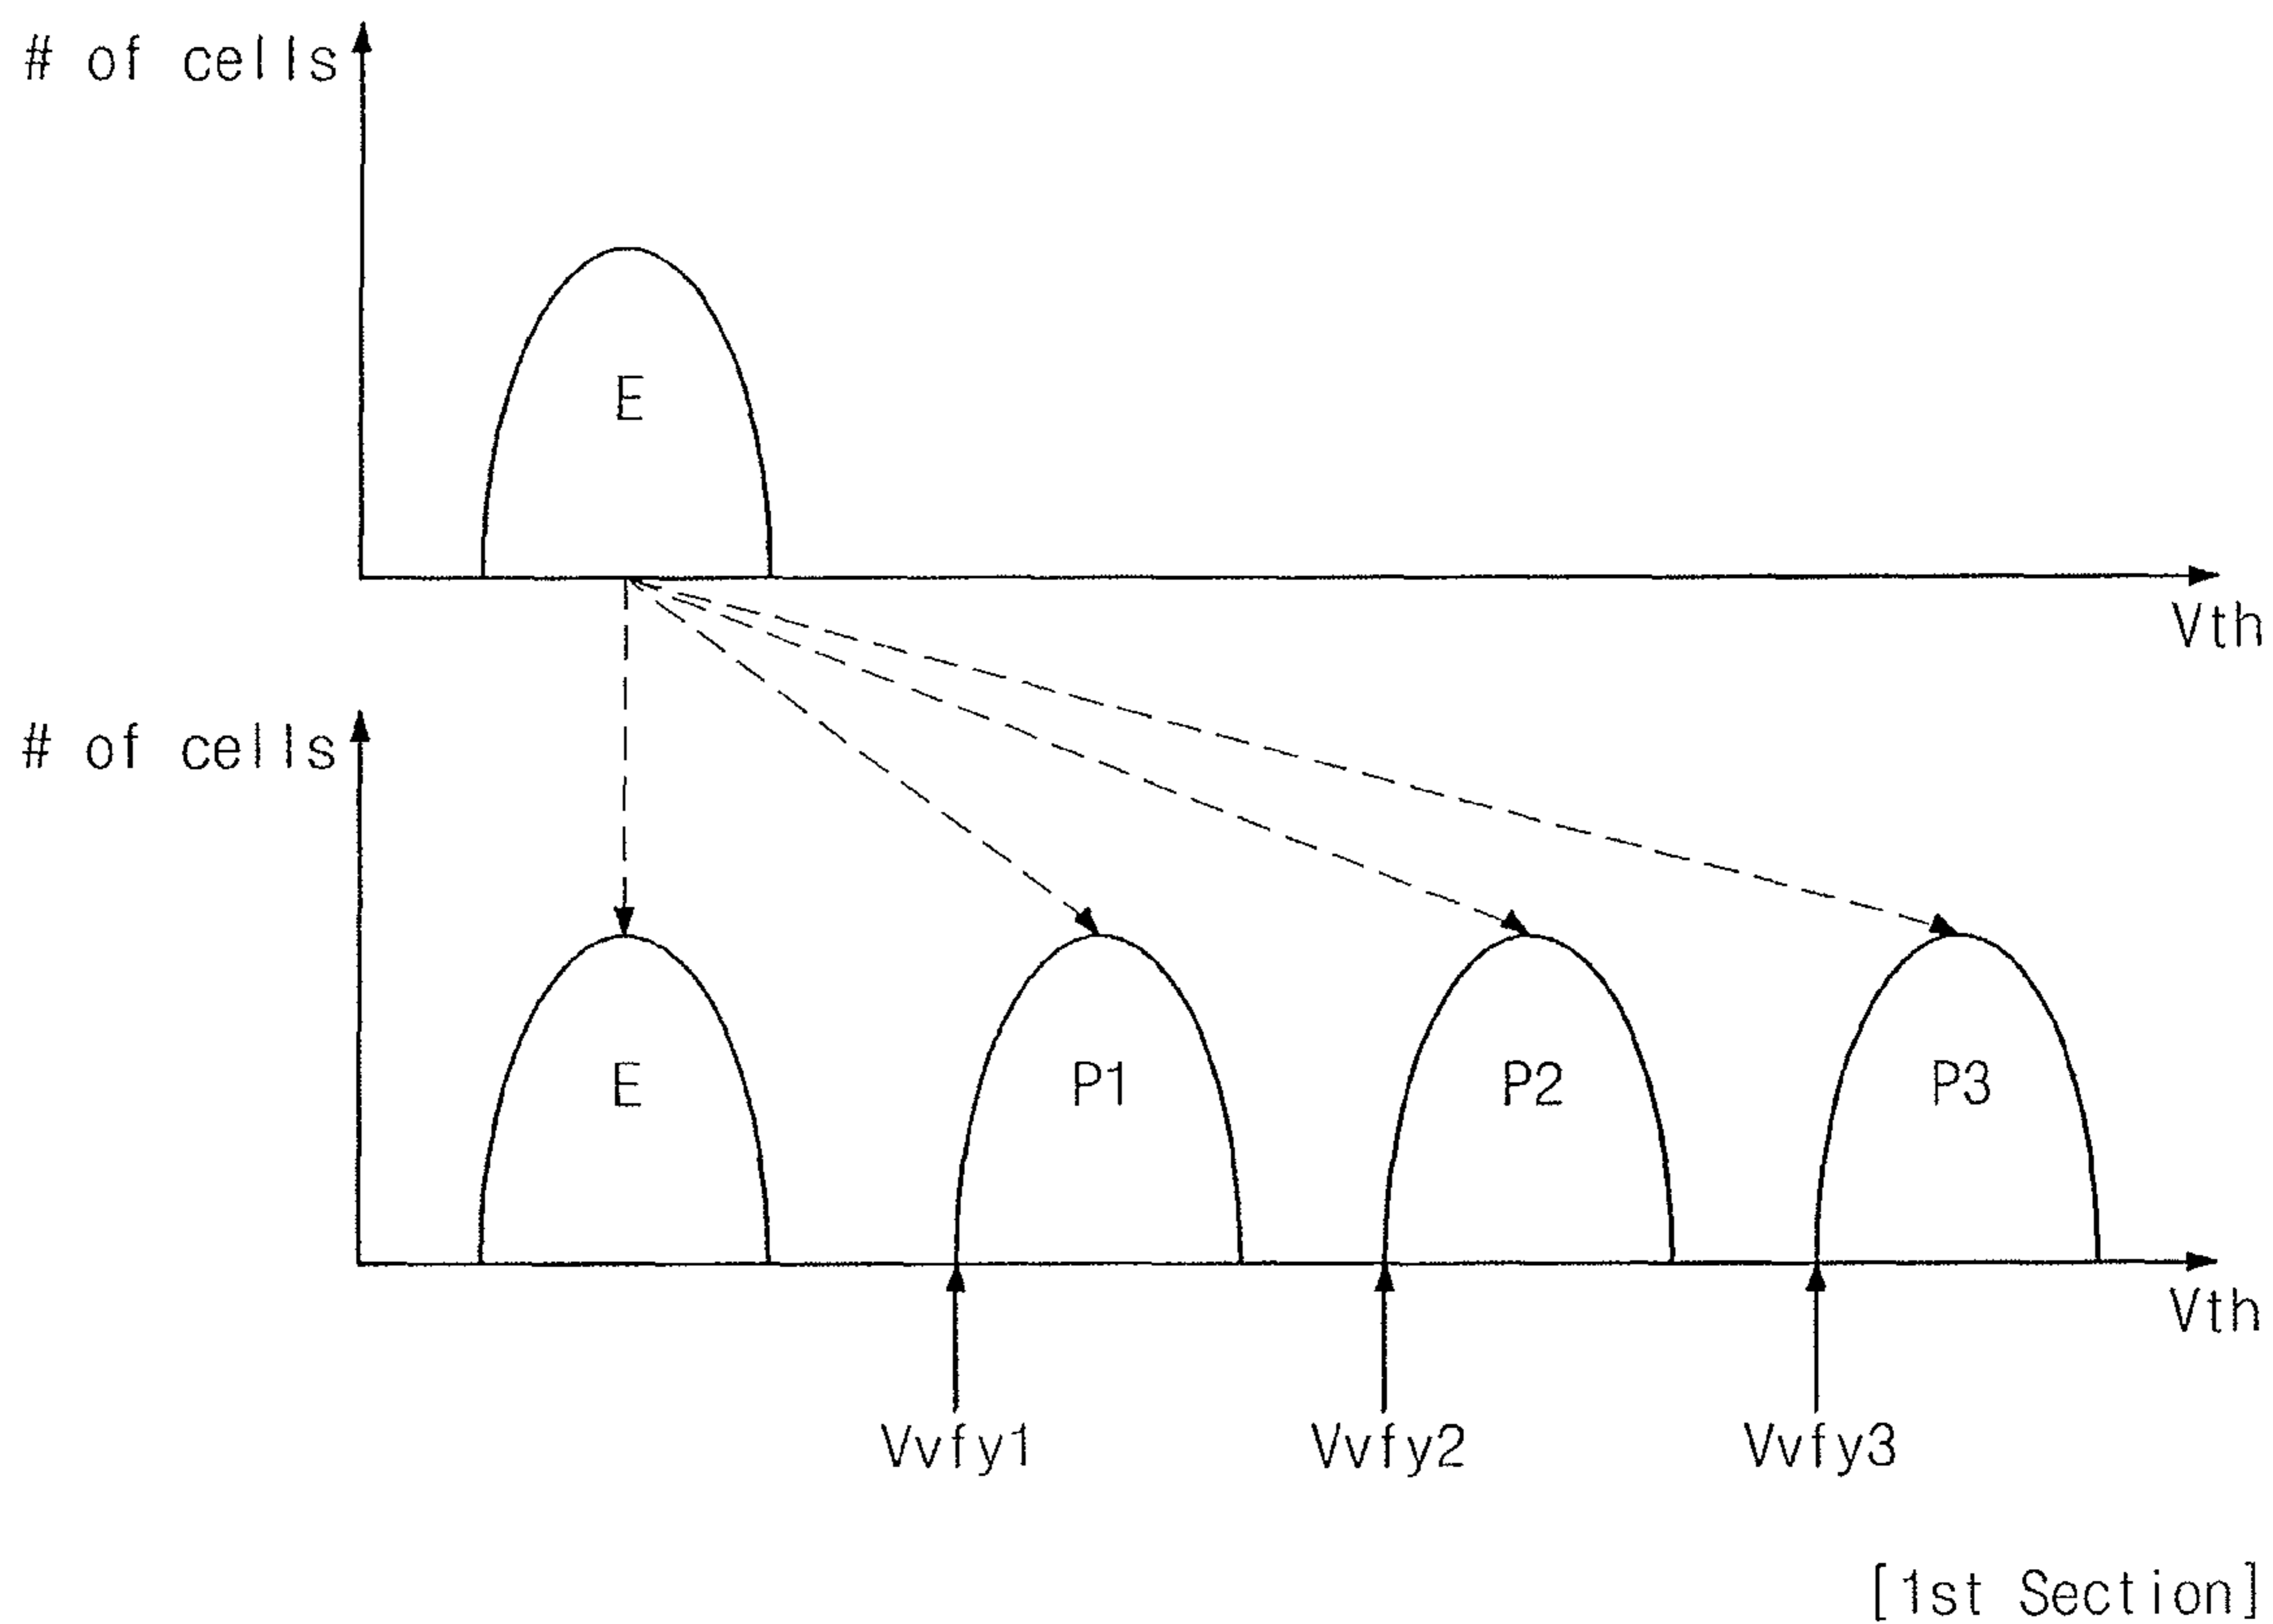 # of cells
E
Vth
# of cells
E P1 P2 P3
Vth
Vvfy1 Vvfy2 Vvfy3
[1st Section]